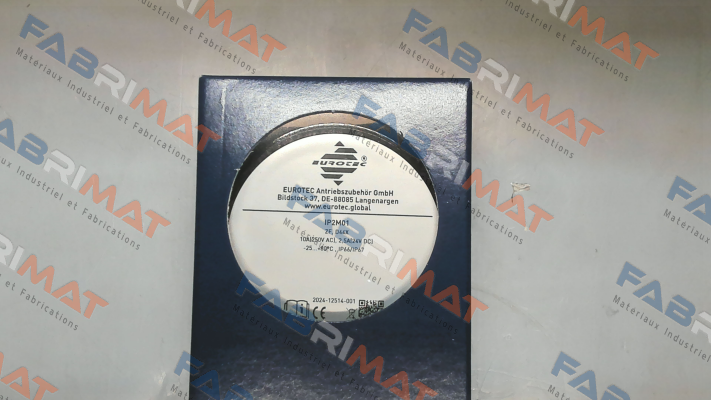 EUROTEC ®
EUROTEC Antriebszubehör GmbH
Bildstock 37, DE-88085 Langenargen
www.eurotec.global
IP2M01
10A(250V AC), 2,5A(24V DC)
-25...+80°C , IP66/IP67
2024-12514-001
CE
FABRIMAT
Materiaux Industriel et Fabrications